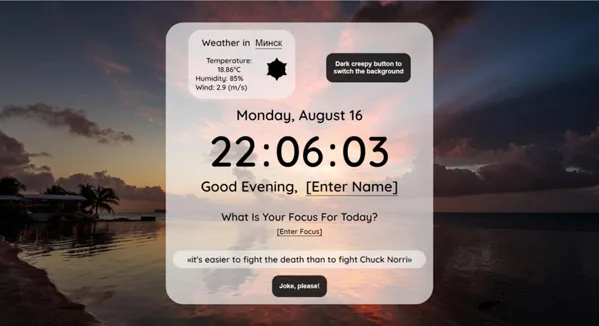 Weather in Минск
Temperature:
18.86°C
Humidity: 85%
Wind: 2.9 (m/s)
Dark creepy button to
switch the background
Monday, August 16
22:06:03
Good Evening, [Enter Name]
What Is Your Focus For Today?
[Enter Focus]
«it's easier to fight the death than to fight Chuck Norri»
Joke, please!